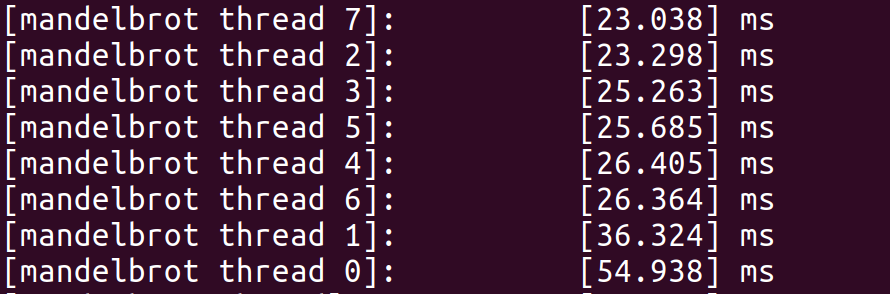 [mandelbrot thread 7]: [23.038] ms
[mandelbrot thread 2]: [23.298] ms
[mandelbrot thread 3]: [25.263] ms
[mandelbrot thread 5]: [25.685] ms
[mandelbrot thread 4]: [26.405] ms
[mandelbrot thread 6]: [26.364] ms
[mandelbrot thread 1]: [36.324] ms
[mandelbrot thread 0]: [54.938] ms